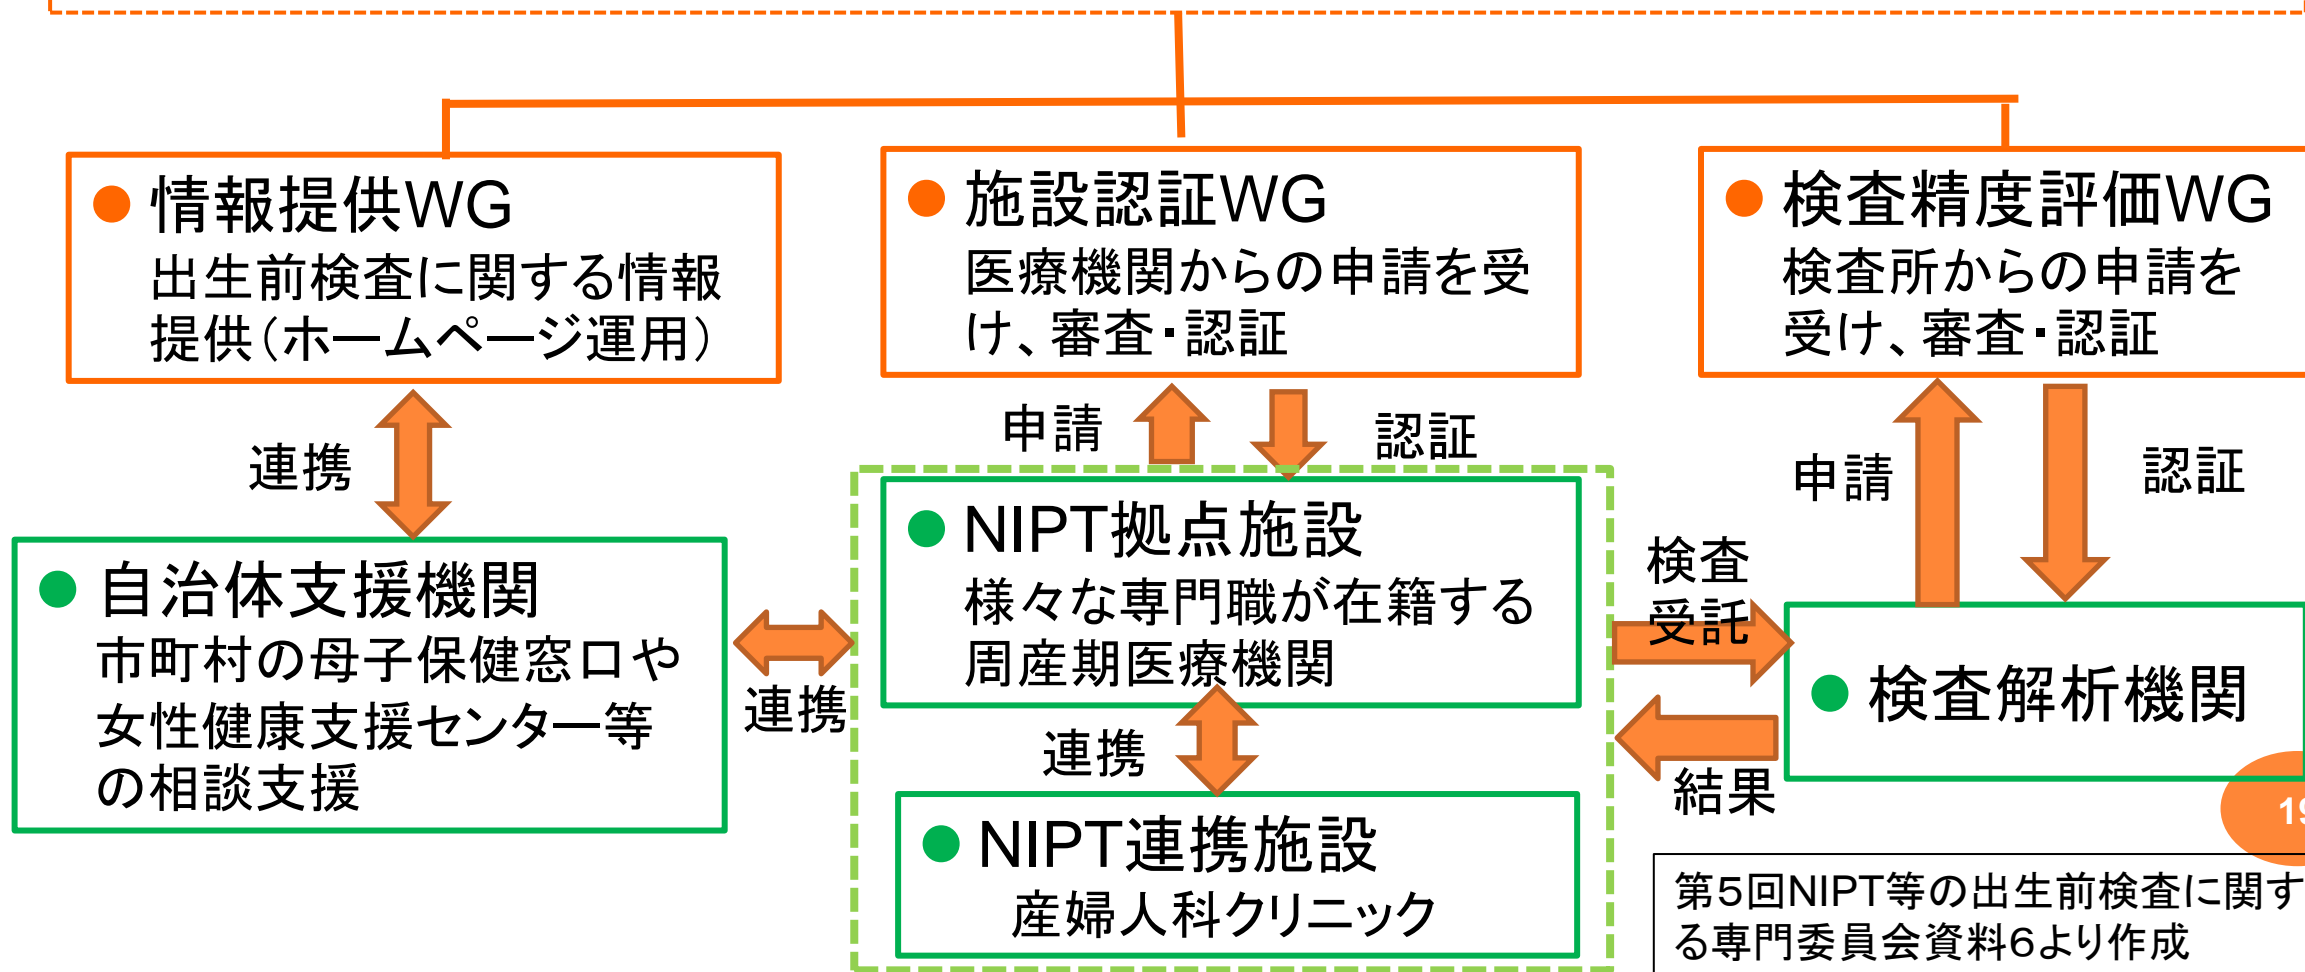 ● 情報提供WG
出生前検査に関する情報
提供（ホームページ運用）
● 施設認証WG
医療機関からの申請を受
け、審査・認証
● 検査精度評価WG
検査所からの申請を
受け、審査・認証
連携
申請
認証
申請
認証
● 自治体支援機関
市町村の母子保健窓口や
女性健康支援センター等
の相談支援
連携
● NIPT拠点施設
様々な専門職が在籍する
周産期医療機関
連携
● NIPT連携施設
産婦人科クリニック
検査
受託
結果
● 検査解析機関
19
第５回NIPT等の出生前検査に関す
る専門委員会資料６より作成